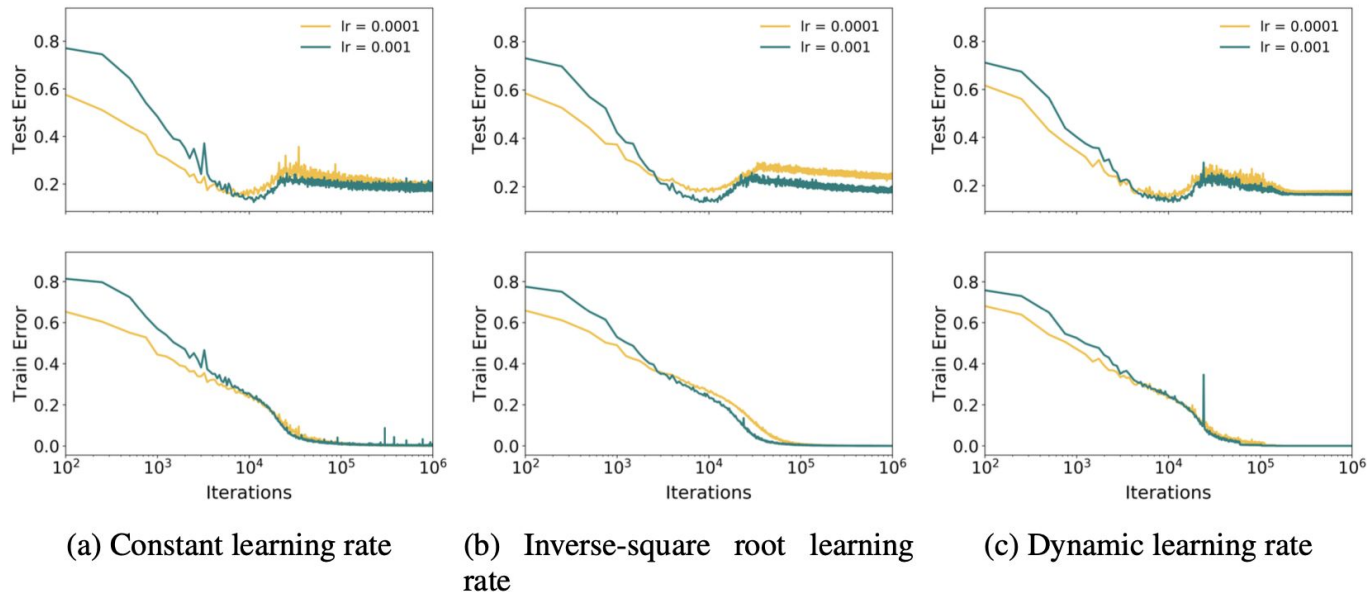 lr = 0.0001
lr = 0.001
Test Error
0.8
0.6
0.4
0.2
lr = 0.0001
lr = 0.001
Test Error
0.8
0.6
0.4
0.2
lr = 0.0001
lr = 0.001
Test Error
0.8
0.6
0.4
0.2
Train Error
0.8
0.6
0.4
0.2
0.0
10² 10³ 10⁴ 10⁵ 10⁶
Iterations
Train Error
0.8
0.6
0.4
0.2
0.0
10² 10³ 10⁴ 10⁵ 10⁶
Iterations
Train Error
0.8
0.6
0.4
0.2
0.0
10² 10³ 10⁴ 10⁵ 10⁶
Iterations
(a) Constant learning rate
(b) Inverse-square root learning
rate
(c) Dynamic learning rate